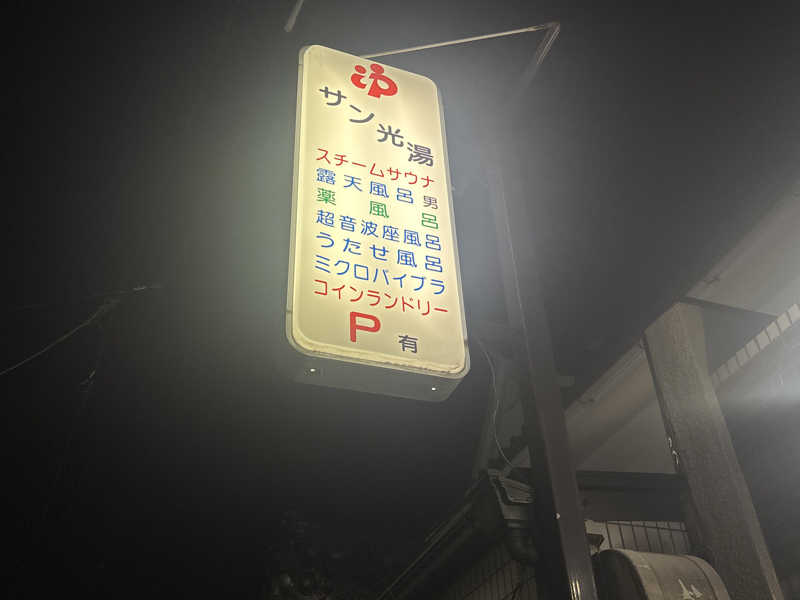 サン光湯
スチームサウナ
露天風呂 男
薬風呂
超音波座風呂
うたせ風呂
ミクロバイブラ
コインランドリー
P 有